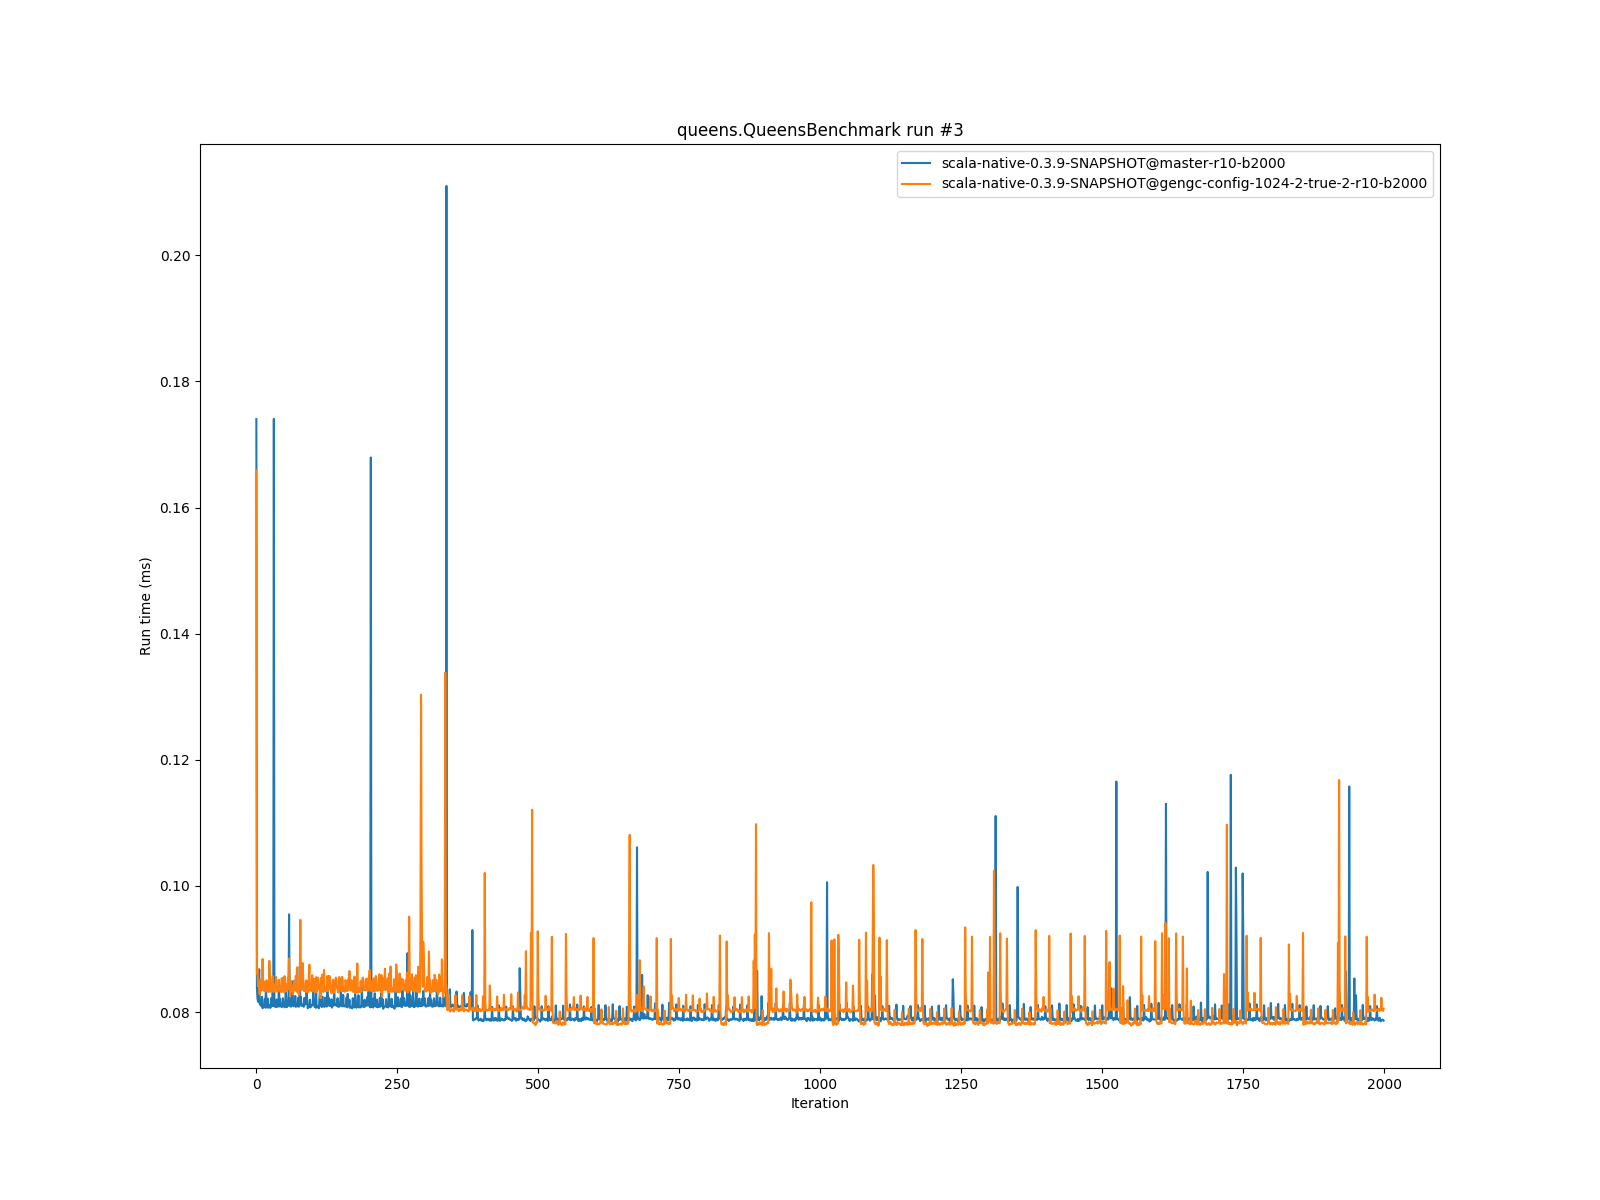 queens.QueensBenchmark run #3
scala-native-0.3.9-SNAPSHOT@master-r10-b2000
scala-native-0.3.9-SNAPSHOT@gengc-config-1024-2-true-2-r10-b2000
0.20
0.18
0.16
0.14
0.12
0.10
0.08
Run time (ms)
0 250 500 750 1000 1250 1500 1750 2000
Iteration